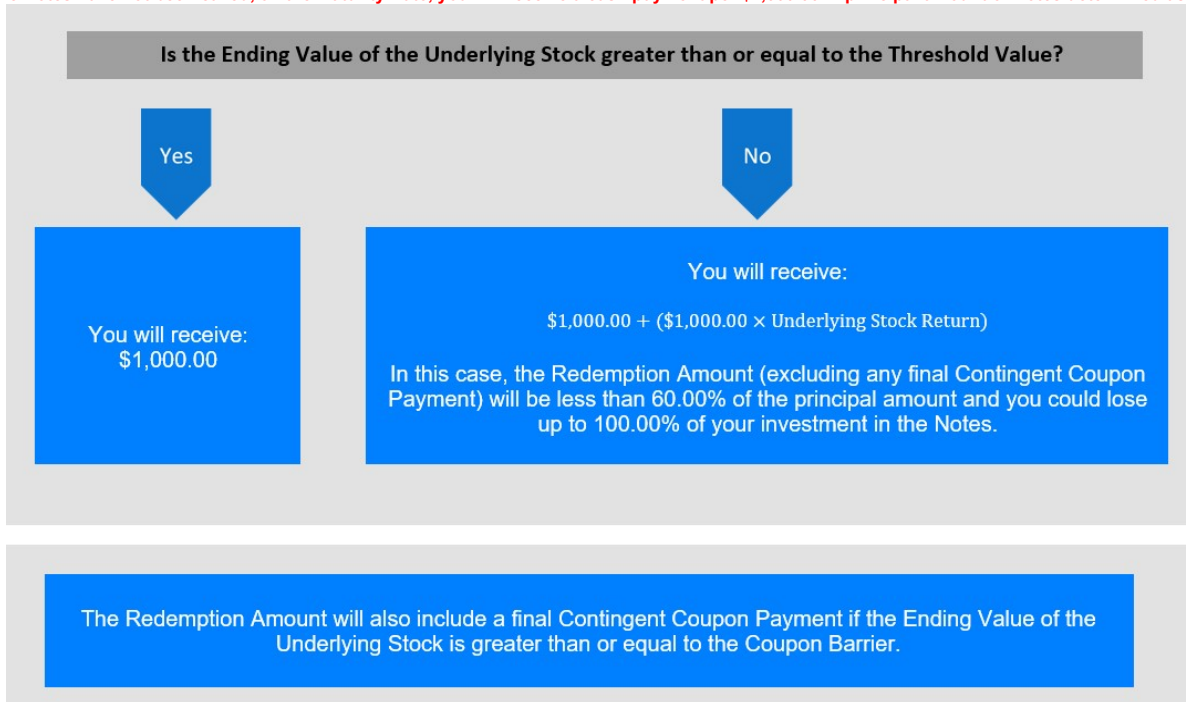 Is the Ending Value of the Underlying Stock greater than or equal to the Threshold Value?
Yes
No
You will receive:
$1,000.00
You will receive:
$1,000.00 + ($1,000.00 × Underlying Stock Return)
In this case, the Redemption Amount (excluding any final Contingent Coupon
Payment) will be less than 60.00% of the principal amount and you could lose
up to 100.00% of your investment in the Notes.
The Redemption Amount will also include a final Contingent Coupon Payment if the Ending Value of the
Underlying Stock is greater than or equal to the Coupon Barrier.